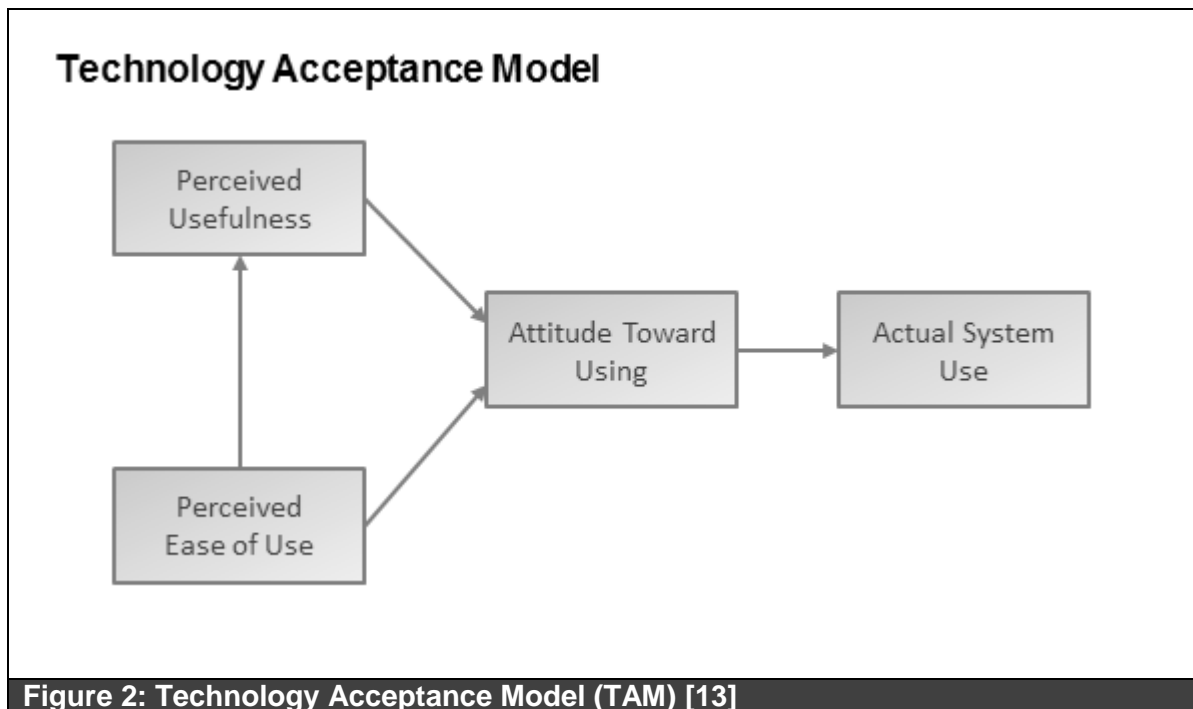 Technology Acceptance Model
Perceived
Usefulness
Attitude Toward
Using
Actual System
Use
Perceived
Ease of Use
Figure 2: Technology Acceptance Model (TAM) [13]